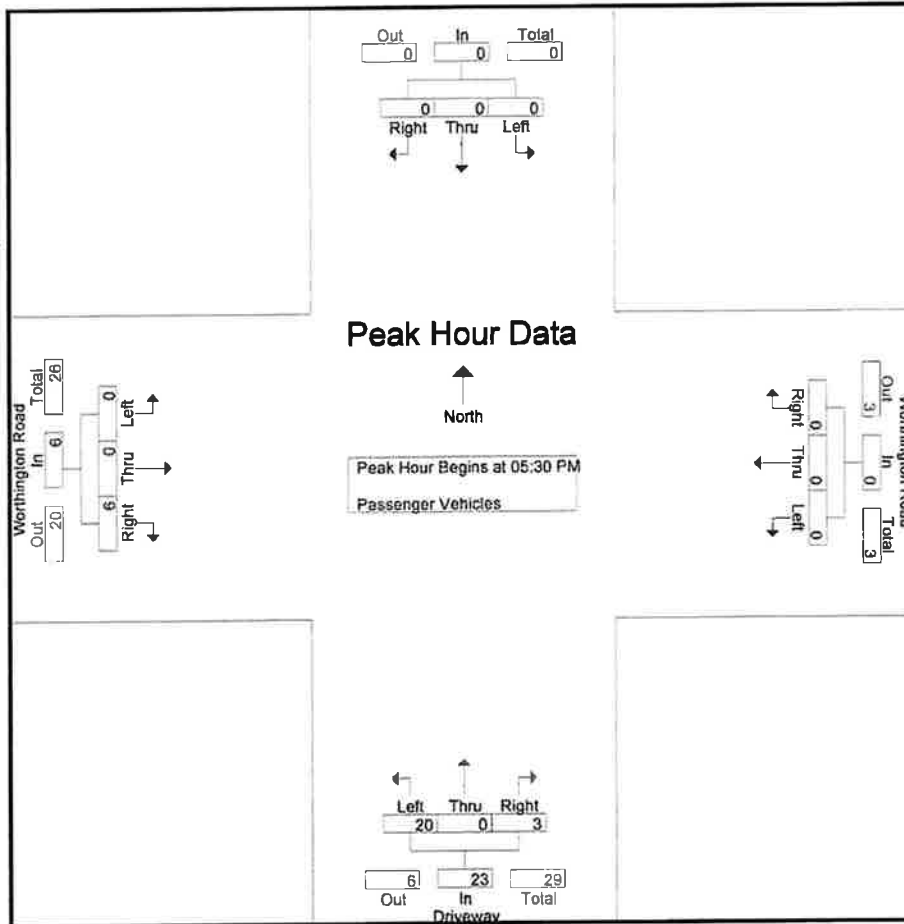 Out In Total
0 0 0
0 0 0
Right Thru Left
Peak Hour Data
North
Peak Hour Begins at 05:30 PM
Passenger Vehicles
Worthington Road
Out In Total
20 6 26
Right Thru Left
6 0 0
Right Thru Left
0 0 0
Out In Total
3 0 3
Road
Left Thru Right
20 0 3
6 23 29
Out In Total
Driveway